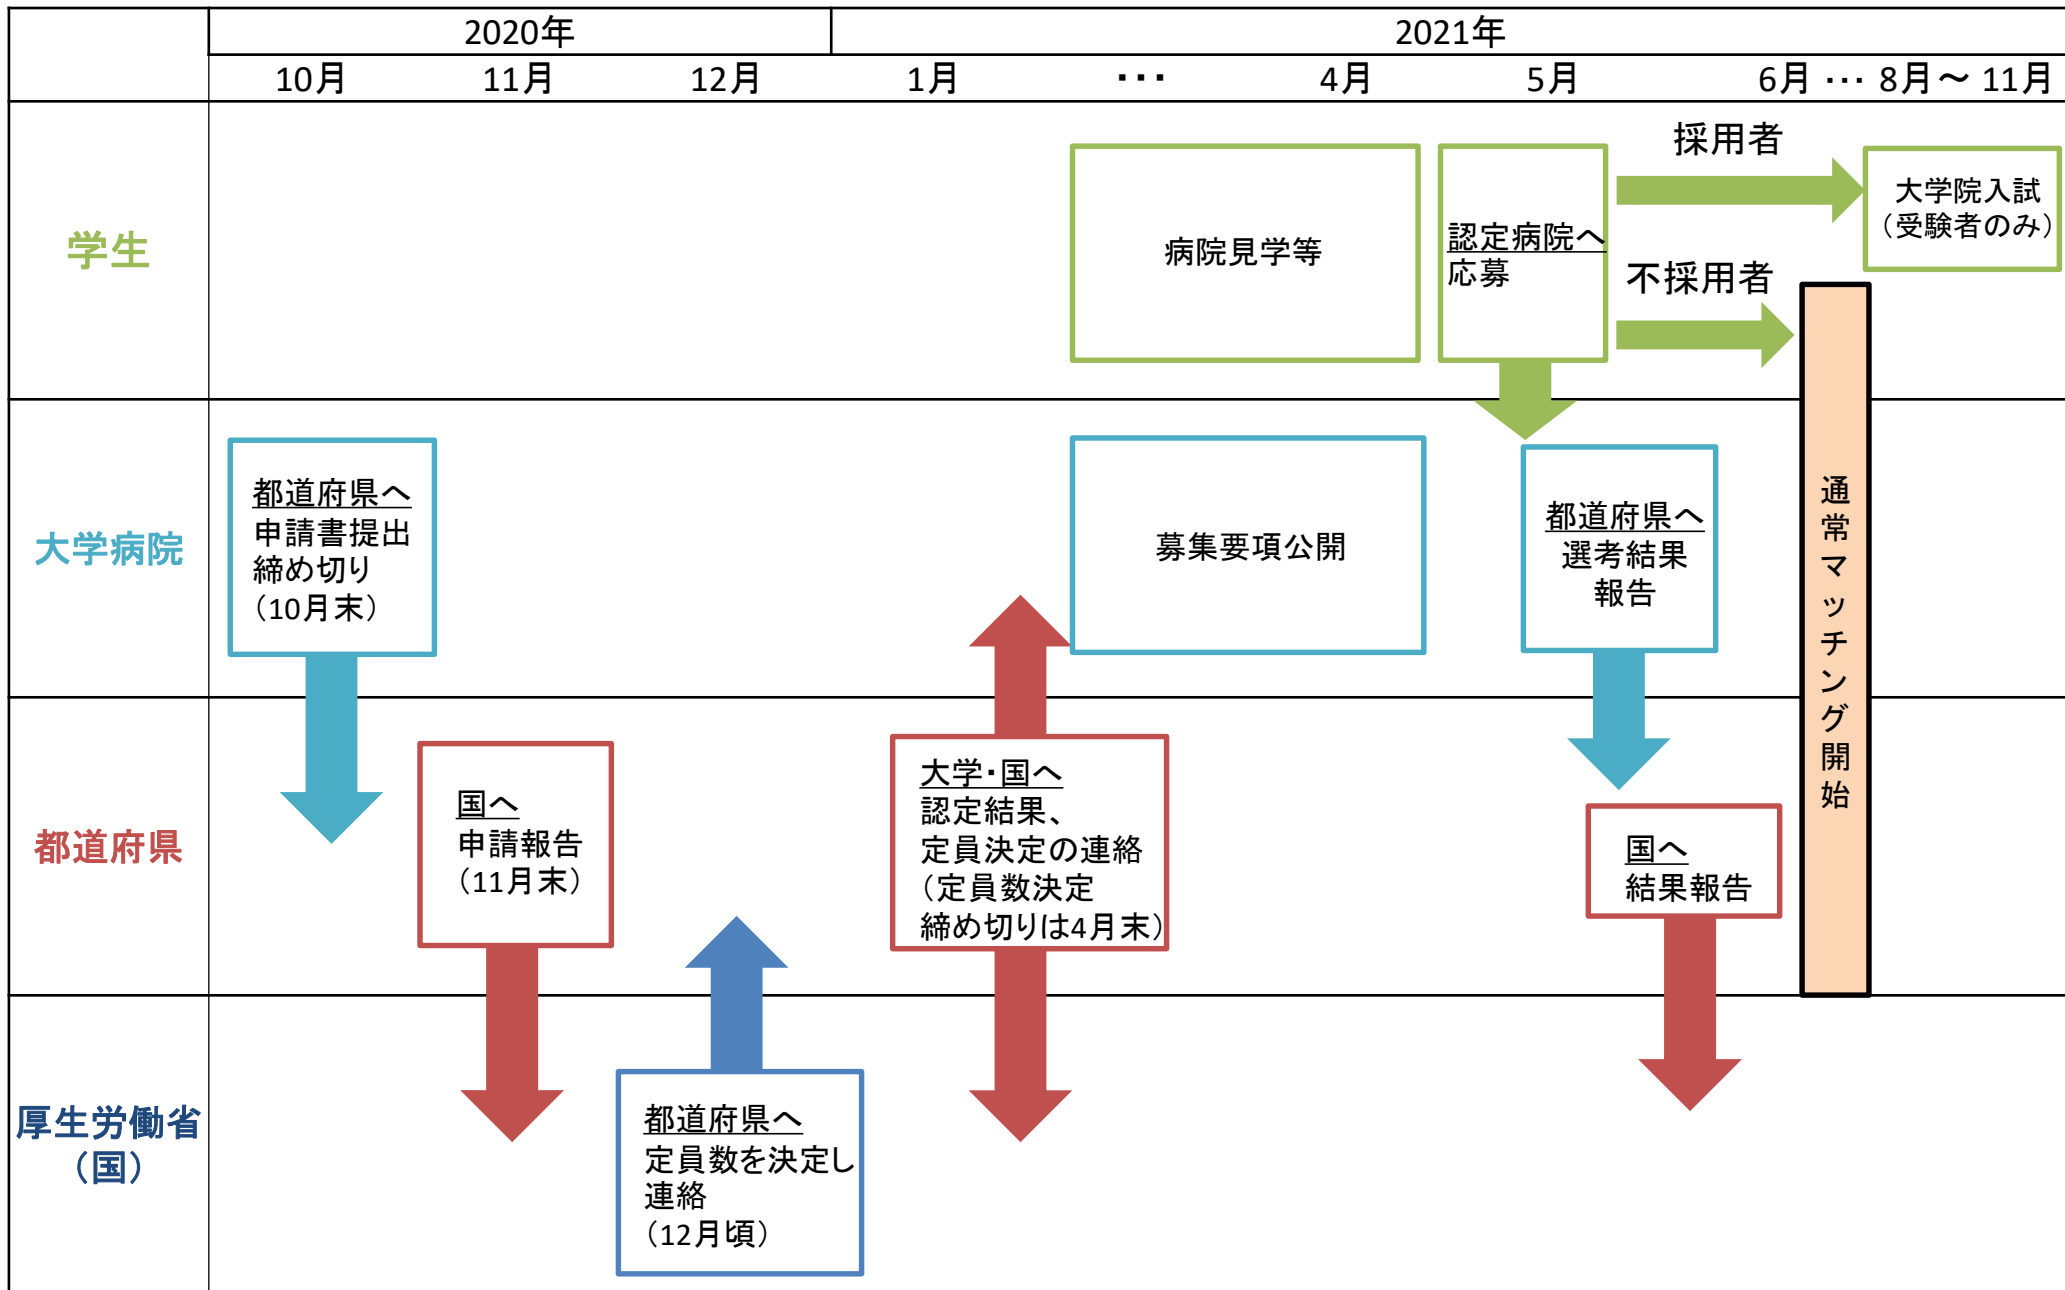 2020年
2021年
10月
11月
12月
1月
・・・
4月
5月
6月 ・・・ 8月～ 11月
学生
病院見学等
認定病院へ
応募
採用者
不採用者
大学院入試
（受験者のみ）
大学病院
都道府県へ
申請書提出
締め切り
（10月末）
募集要項公開
都道府県へ
選考結果
報告
通常マッチング開始
都道府県
国へ
申請報告
（11月末）
大学・国へ
認定結果、
定員決定の連絡
（定員数決定
締め切りは4月末）
国へ
結果報告
厚生労働省
（国）
都道府県へ
定員数を決定し
連絡
（12月頃）